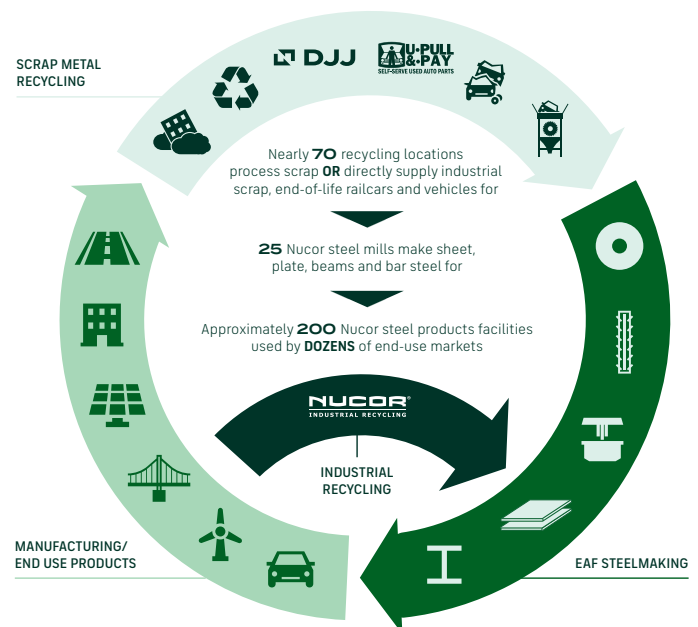 SCRAP METAL
RECYCLING
DJJ
U-PULL
&-PAY
SELF-SERVE USED AUTO PARTS
Nearly 70 recycling locations
process scrap OR directly supply industrial
scrap, end-of-life railcars and vehicles for
25 Nucor steel mills make sheet,
plate, beams and bar steel for
Approximately 200 Nucor steel products facilities
used by DOZENS of end-use markets
NUCOR®
INDUSTRIAL RECYCLING
INDUSTRIAL
RECYCLING
MANUFACTURING/
END USE PRODUCTS
EAF STEELMAKING